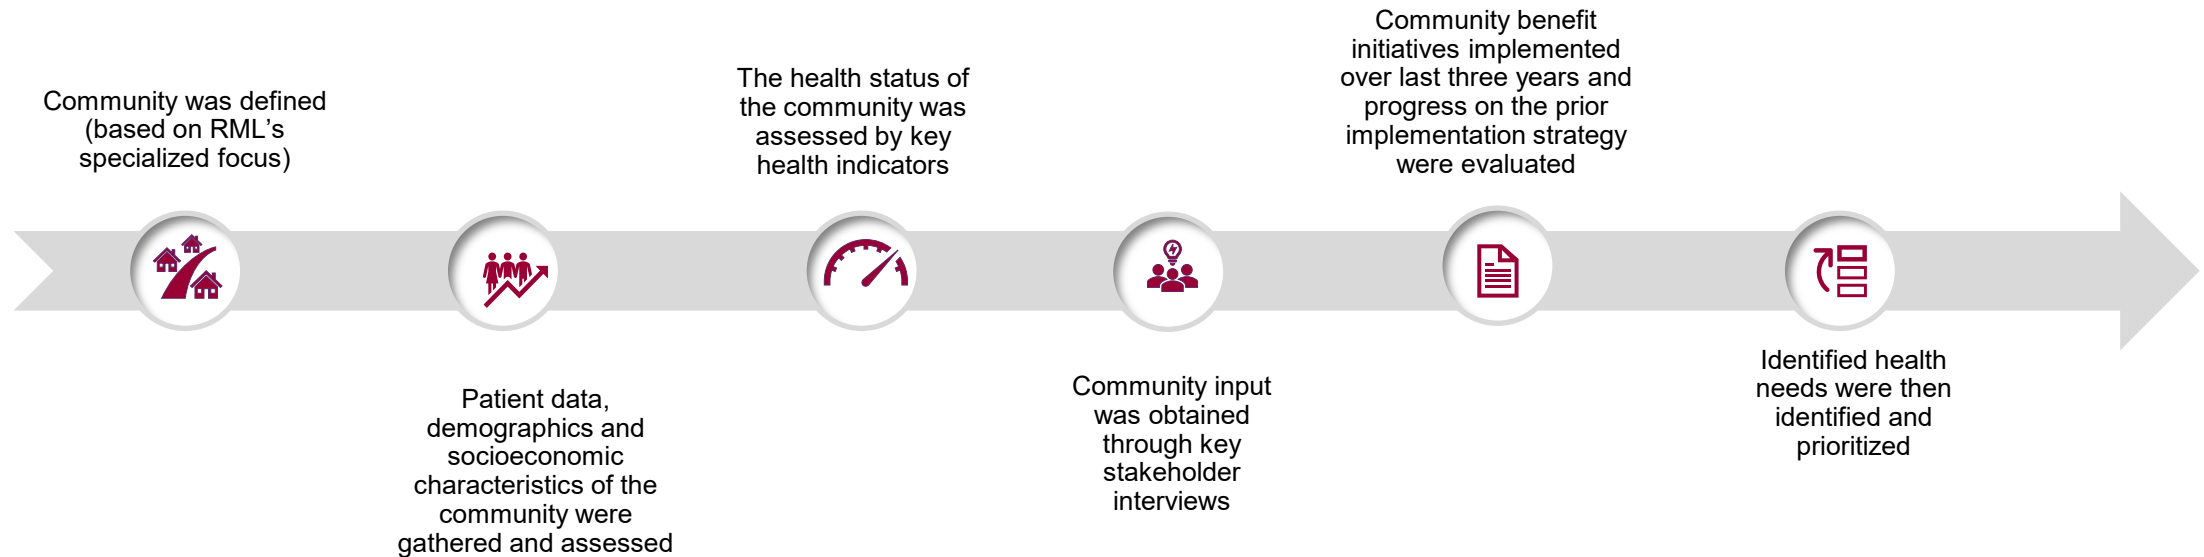 Community was defined
(based on RML’s
specialized focus)
Patient data,
demographics and
socioeconomic
characteristics of the
community were
gathered and assessed
The health status of
the community was
assessed by key
health indicators
Community input
was obtained
through key
stakeholder
interviews
Community benefit
initiatives implemented
over last three years and
progress on the prior
implementation strategy
were evaluated
Identified health
needs were then
identified and
prioritized